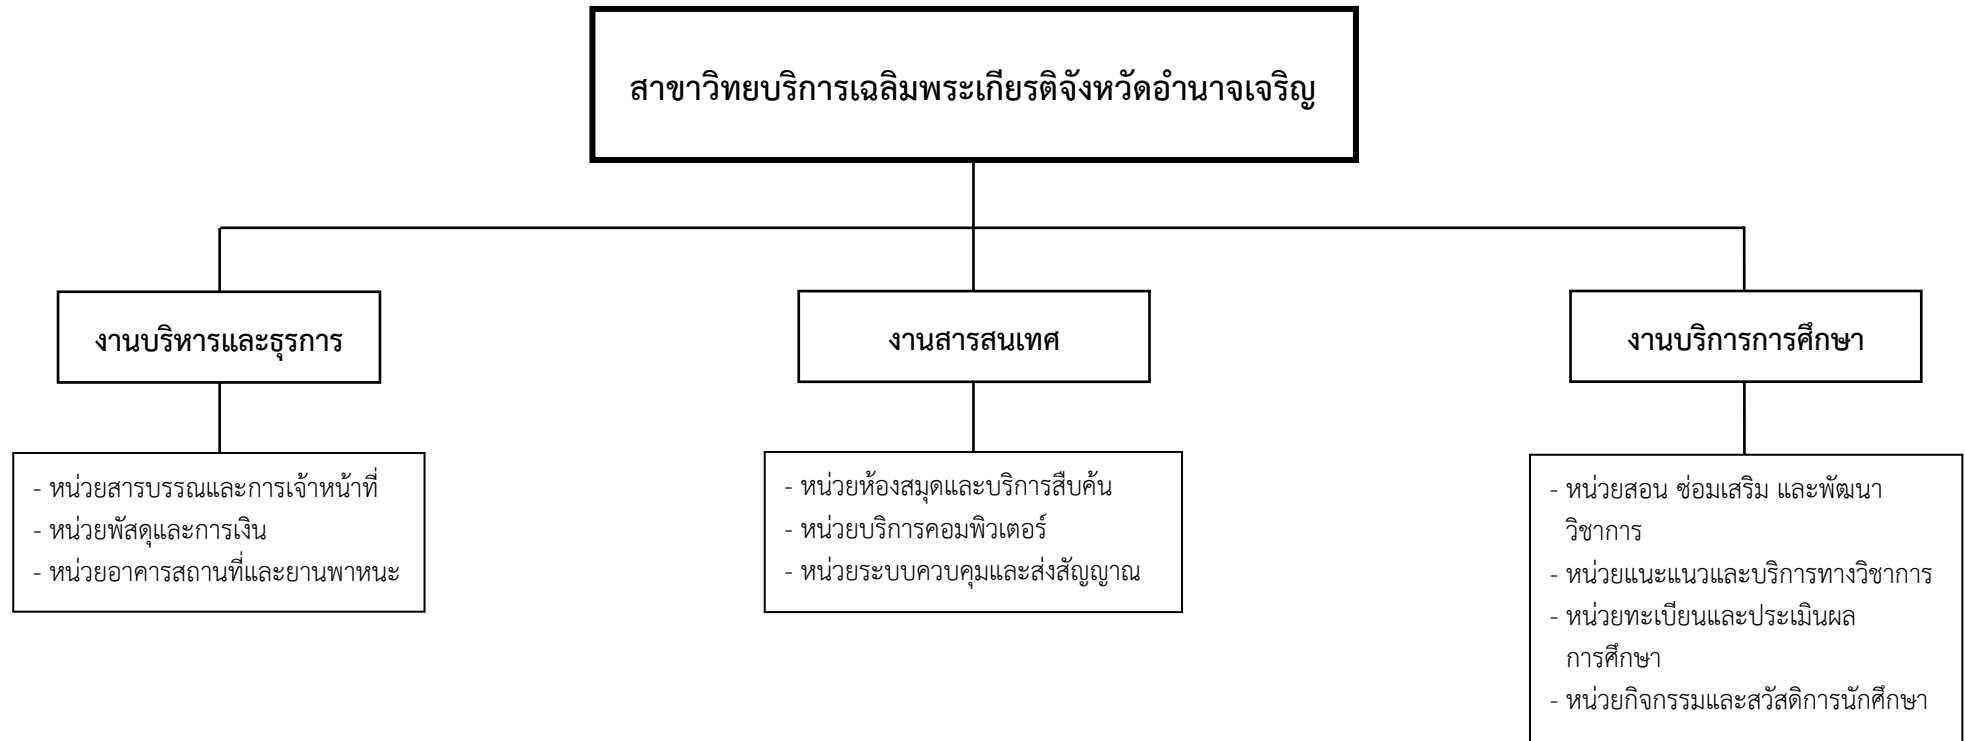 สาขาวิทยบริการเฉลิมพระเกียรติจังหวัดอำนาจเจริญ
งานบริหารและธุรการ
งานสารสนเทศ
งานบริการการศึกษา
- หน่วยสารบรรณและการเจ้าหน้าที่
- หน่วยพัสดุและการเงิน
- หน่วยอาคารสถานที่และยานพาหนะ
- หน่วยห้องสมุดและบริการสืบค้น
- หน่วยบริการคอมพิวเตอร์
- หน่วยระบบควบคุมและส่งสัญญาณ
- หน่วยสอน ซ่อมเสริม และพัฒนา
วิชาการ
- หน่วยแนะแนวและบริการทางวิชาการ
- หน่วยทะเบียนและประเมินผล
การศึกษา
- หน่วยกิจกรรมและสวัสดิการนักศึกษา